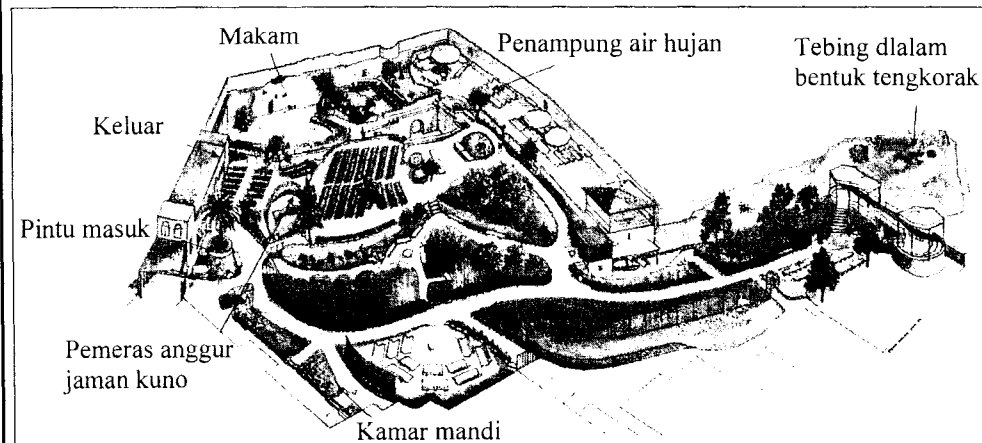 Makam
Penampung air hujan
Tebing dlalam
bentuk tengkorak
Keluar
Pintu masuk
Pemeras anggur
jaman kuno
Kamar mandi